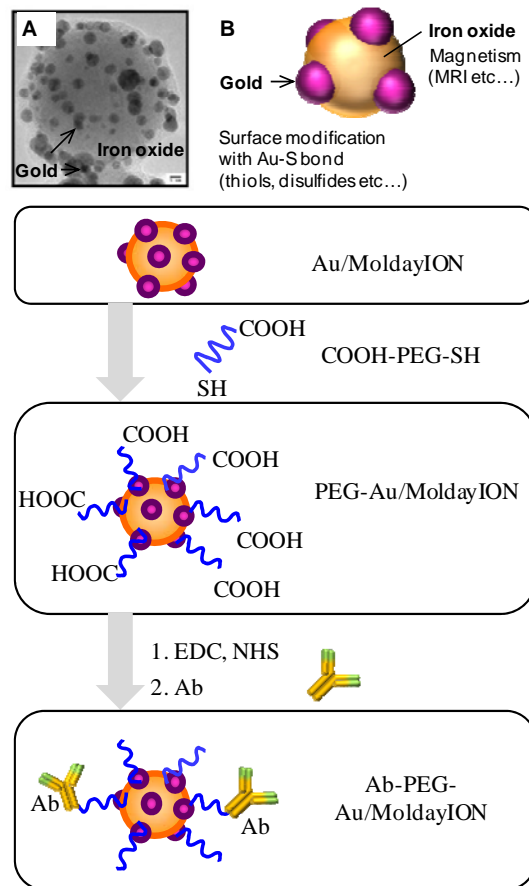 A
Iron oxide
Gold
B
Iron oxide
Magnetism
(MRI etc…)
Gold
Surface modification
with Au-S bond
(thiols, disulfides etc…)
Au/MoldayION
COOH
COOH-PEG-SH
SH
COOH
COOH
PEG-Au/MoldayION
HOOC
COOH
HOOC
COOH
1. EDC, NHS
2. Ab
Ab
Ab
Ab-PEG-
Au/MoldayION